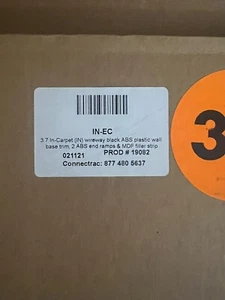 IN-EC
3.7 In-Carpet (IN) wireway black ABS plastic wall
base trim, 2 ABS end ramps & MDF filler strip
021121 PROD # 19082
Connectrac: 877 480 5637
3